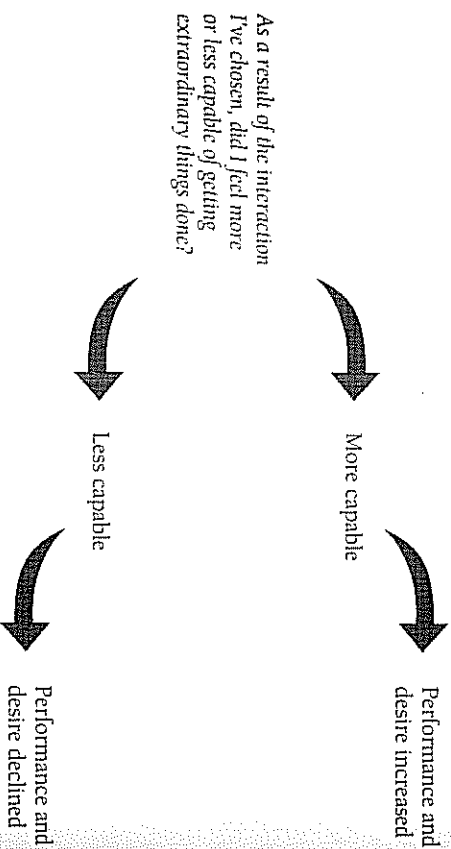 As a result of the interaction
I've chosen, did I feel more
or less capable of getting
extraordinary things done?
More capable
Performance and
desire increased
Less capable
Performance and
desire declined